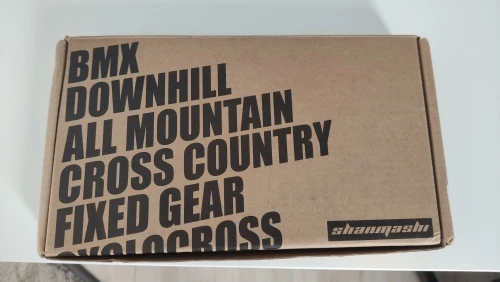 BMX
DOWNHILL
ALL MOUNTAIN
CROSS COUNTRY
FIXED GEAR
CYCLOCROSS
shanmashi